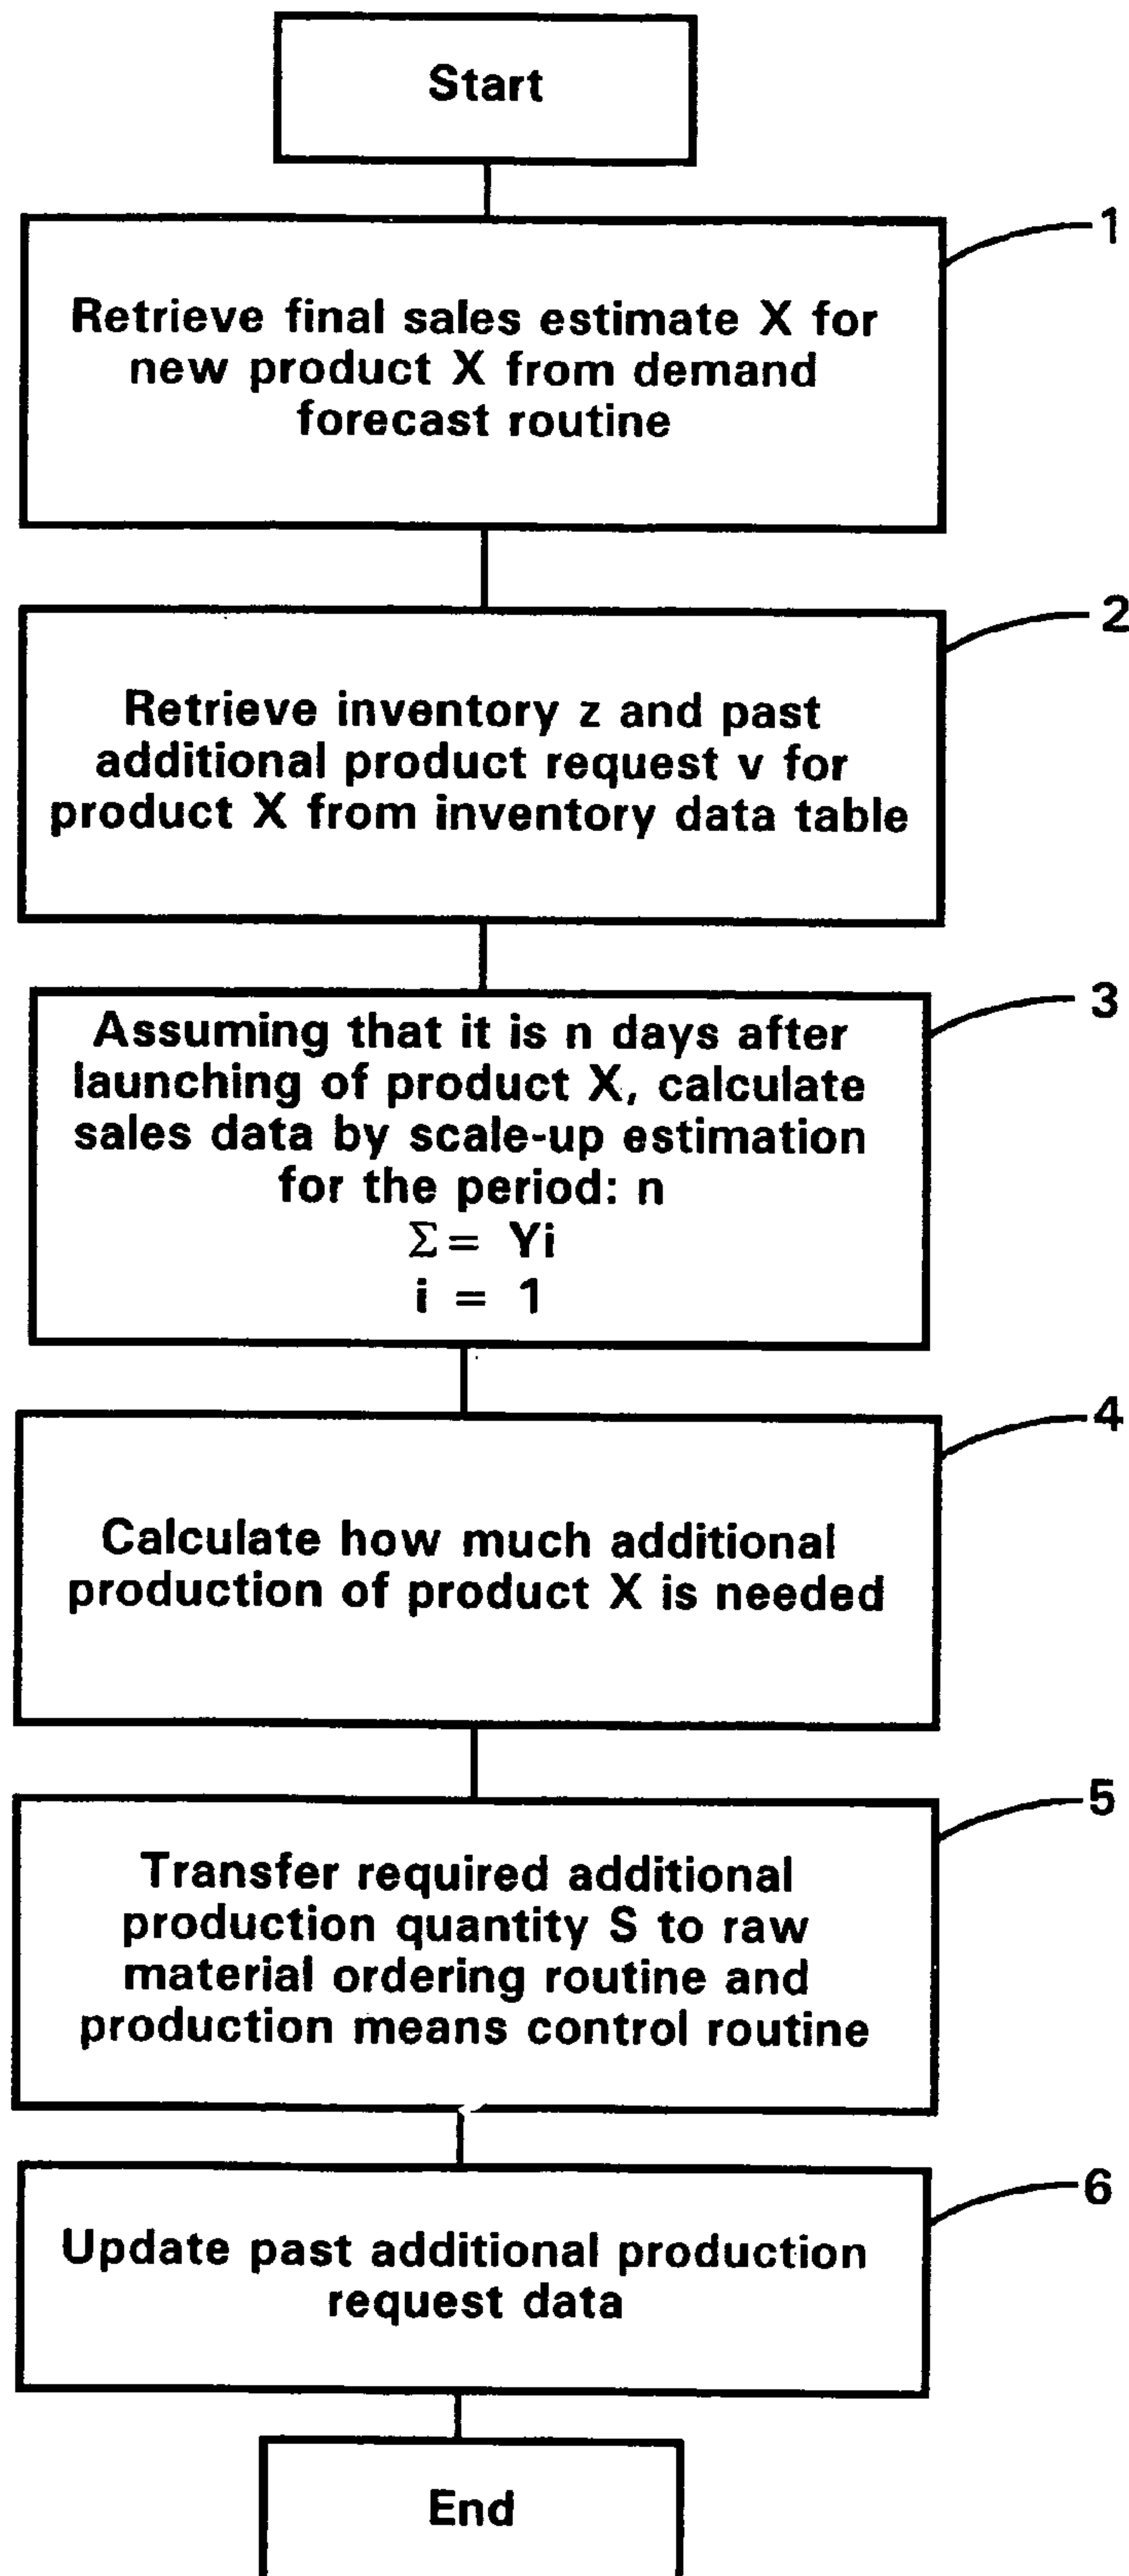 Start
1
Retrieve final sales estimate X for
new product X from demand
forecast routine
2
Retrieve inventory z and past
additional product request v for
product X from inventory data table
3
Assuming that it is n days after
launching of product X, calculate
sales data by scale-up estimation
for the period: n
Σ = Yi
i = 1
4
Calculate how much additional
production of product X is needed
5
Transfer required additional
production quantity S to raw
material ordering routine and
production means control routine
6
Update past additional production
request data
End